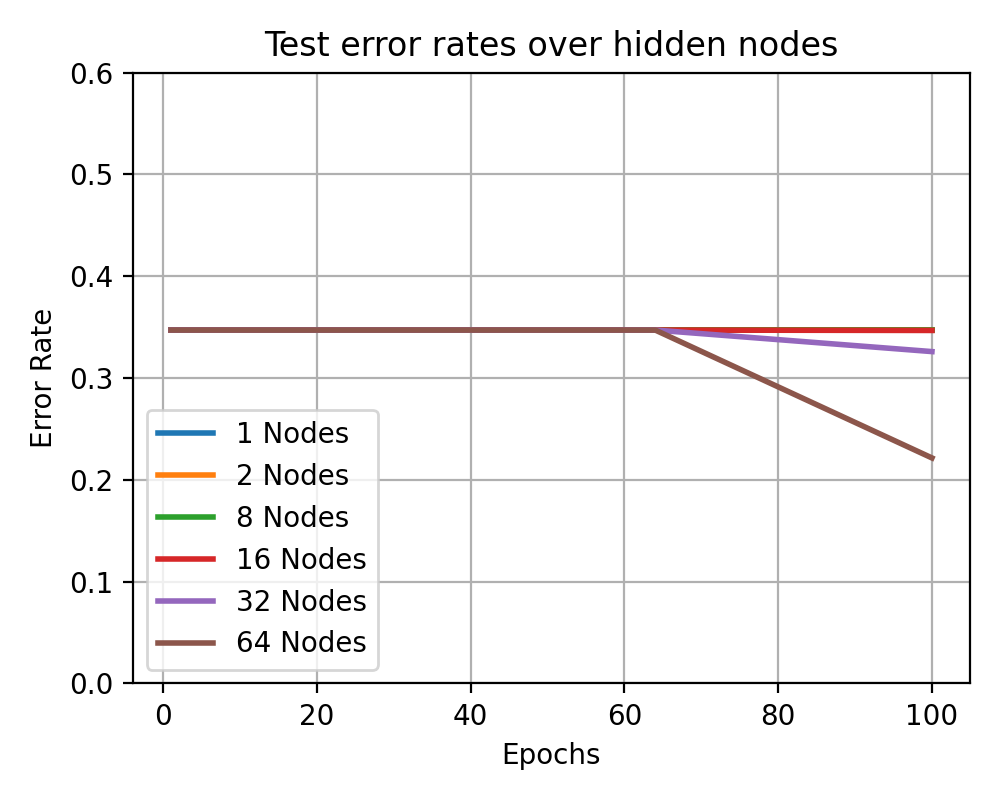 Test error rates over hidden nodes
0.6
0.5
0.4
0.3
0.2
0.1
0.0
Error Rate
1 Nodes
2 Nodes
8 Nodes
16 Nodes
32 Nodes
64 Nodes
0 20 40 60 80 100
Epochs